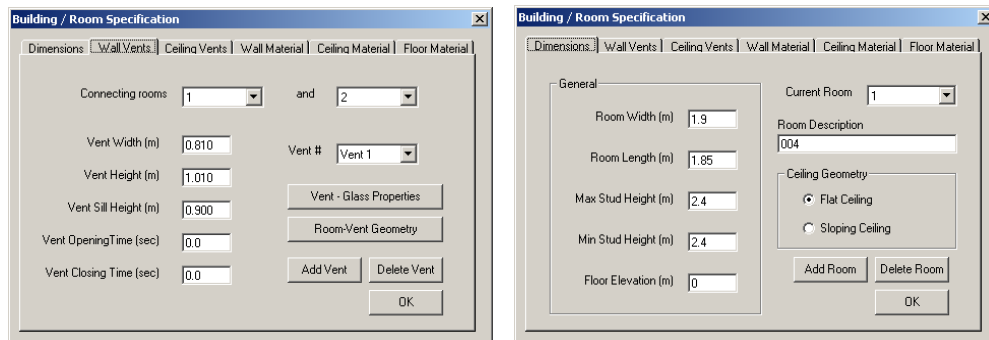 Building / Room Specification
Dimensions Wall Vents Ceiling Vents Wall Material Ceiling Material Floor Material
Connecting rooms 1 and 2
Vent Width (m) 0.810
Vent # Vent 1
Vent Height (m) 1.010
Vent - Glass Properties
Vent Sill Height (m) 0.900
Room-Vent Geometry
Vent OpeningTime (sec) 0.0
Vent Closing Time (sec) 0.0
Add Vent Delete Vent
OK
Building / Room Specification
Dimensions Wall Vents Ceiling Vents Wall Material Ceiling Material Floor Material
General
Room Width (m) 1.9
Room Length (m) 1.85
Max Stud Height (m) 2.4
Min Stud Height (m) 2.4
Floor Elevation (m) 0
Current Room 1
Room Description
004
Ceiling Geometry
Flat Ceiling
Sloping Ceiling
Add Room Delete Room
OK